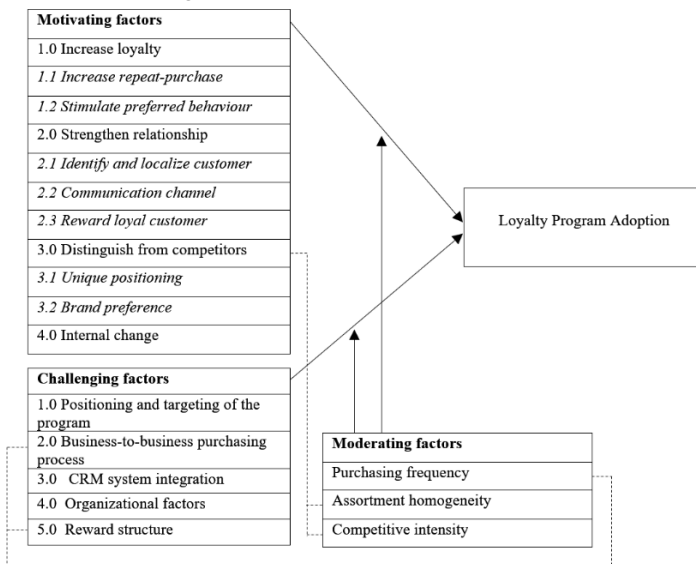 Motivating factors
1.0 Increase loyalty
1.1 Increase repeat-purchase
1.2 Stimulate preferred behaviour
2.0 Strengthen relationship
2.1 Identify and localize customer
2.2 Communication channel
2.3 Reward loyal customer
3.0 Distinguish from competitors
3.1 Unique positioning
3.2 Brand preference
4.0 Internal change
Loyalty Program Adoption
Challenging factors
1.0 Positioning and targeting of the
program
2.0 Business-to-business purchasing
process
3.0 CRM system integration
4.0 Organizational factors
5.0 Reward structure
Moderating factors
Purchasing frequency
Assortment homogeneity
Competitive intensity